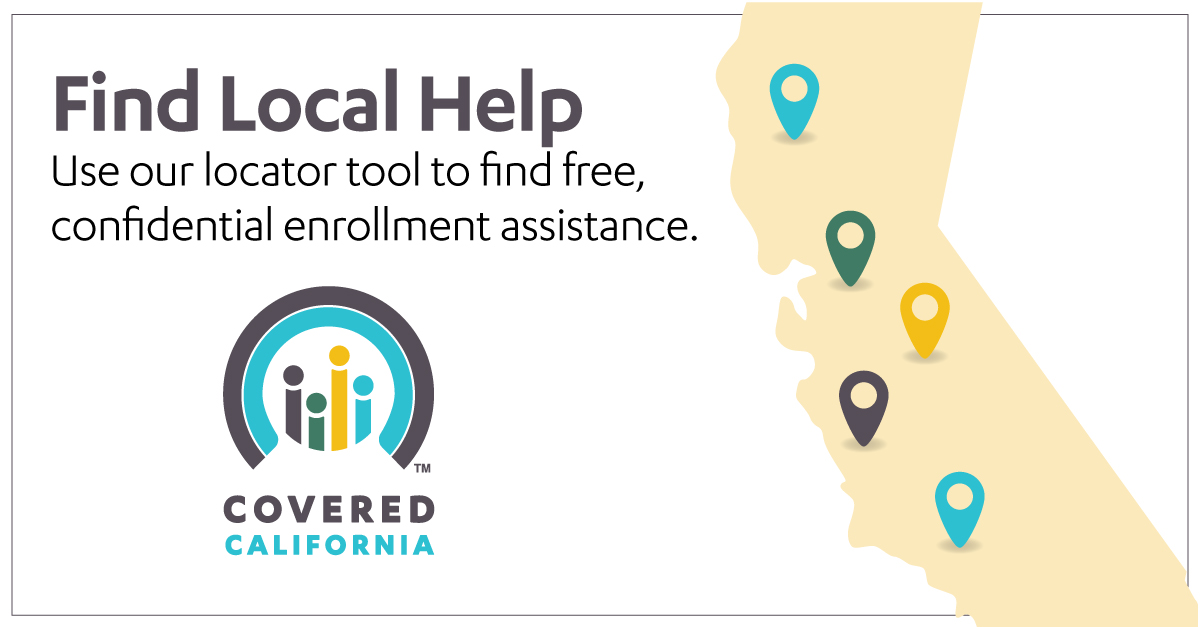 Find Local Help
Use our locator tool to find free,
confidential enrollment assistance.
TM
COVERED
CALIFORNIA